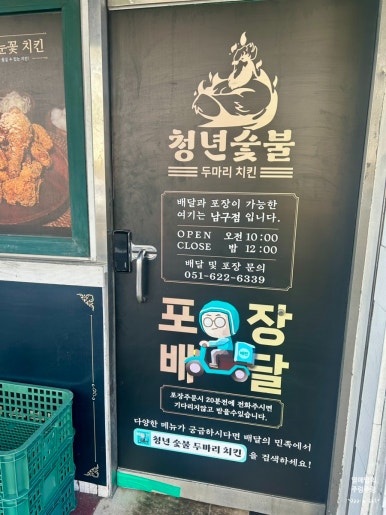 눈꽃 치킨
청년숯불
두마리 치킨
배달과 포장이 가능한
여기는 남구점 입니다.
OPEN 오전 10:00
CLOSE 밤 12:00
배달 및 포장 문의
051-622-6339
포장
배달
포장주문시 20분전에 전화주시면
기다리지않고 받을수있습니다.
다양한 메뉴가 궁금하시다면 배달의 민족에서
청년 숯불 두마리 치킨 을 검색하세요!